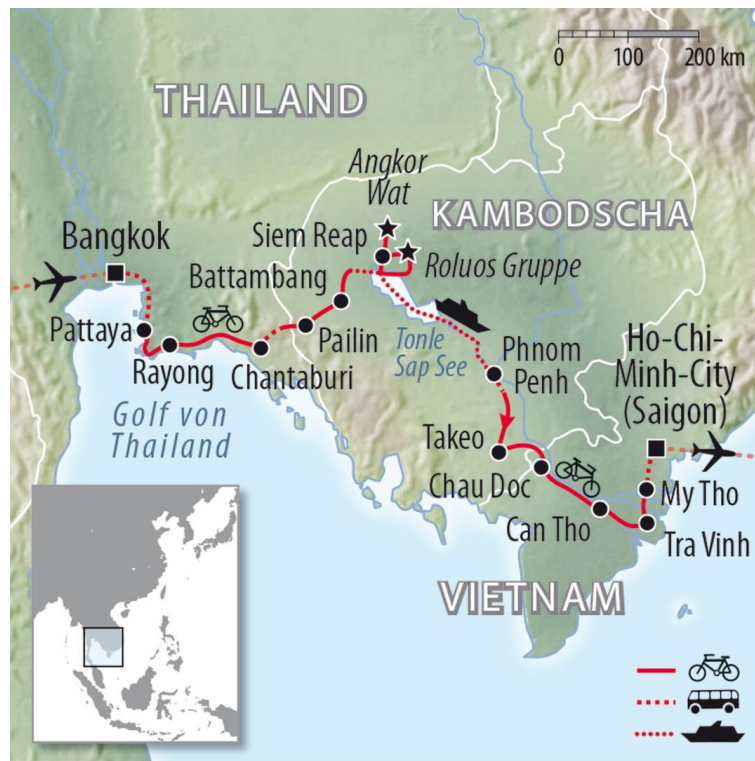 0 100 200 km
THAILAND
Angkor
Wat
KAMBODSCHA
Siem Reap
Bangkok
Roluos Gruppe
Battambang
Pattaya
Pailin
Tonle
Sap See
Phnom
Penh
Ho-Chi-
Minh-City
(Saigon)
Rayong
Chantaburi
Golf von
Thailand
Takeo
Chau Doc
My Tho
Can Tho
Tra Vinh
VIETNAM